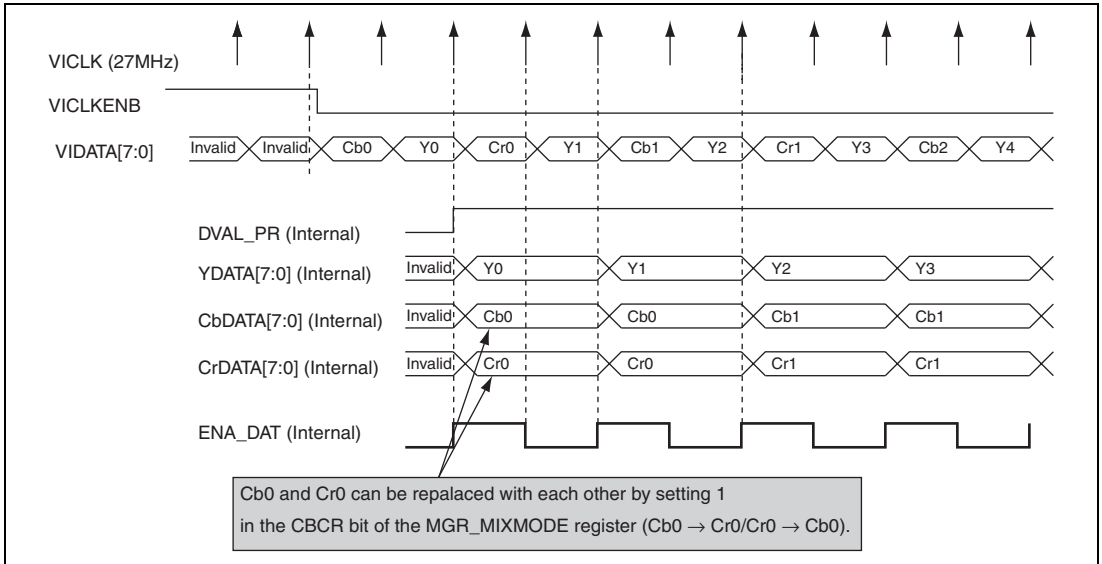 VICLK (27MHz)
VICLKENB
VIDATA[7:0] Invalid Invalid Cb0 Y0 Cr0 Y1 Cb1 Y2 Cr1 Y3 Cb2 Y4
DVAL_PR (Internal)
YDATA[7:0] (Internal) Invalid Y0 Y1 Y2 Y3
CbDATA[7:0] (Internal) Invalid Cb0 Cb0 Cb1 Cb1
CrDATA[7:0] (Internal) Invalid Cr0 Cr0 Cr1 Cr1
ENA_DAT (Internal)
Cb0 and Cr0 can be repalaced with each other by setting 1
in the CBCR bit of the MGR_MIXMODE register (Cb0 → Cr0/Cr0 → Cb0).